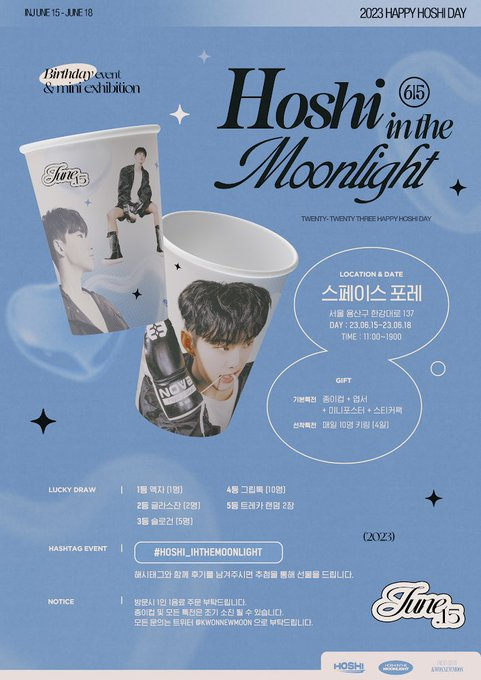 INJUNE 15 - JUNE 18
2023 HAPPY HOSHI DAY
Birthday event
& mini exhibition
Hoshi 615
in the
Moonlight
TWENTY- TWENTY THREE HAPPY HOSHI DAY
June.15
LOCATION & DATE
스페이스 포레
서울 용산구 한강대로 137
DAY : 23.06.15-23.06.18
TIME : 11:00~1900
GIFT
기본특전 종이컵 + 엽서
+ 미니포스터 + 스티커팩
선착특전 매일 10명 키링 (4일)
LUCKY DRAW
1등 액자 (1명) 4등 그립톡 (10명)
2등 글라스잔 (2명) 5등 트레카 랜덤 2장
3등 슬로건 (5명)
(2023)
HASHTAG EVENT
#HOSHI_IHTHEMOONLIGHT
해시태그와 함께 후기를 남겨주시면 추첨을 통해 선물을 드립니다.
NOTICE
방문시 1인 1음료 주문 부탁드립니다.
종이컵 및 모든 특전은 조기 소진 될 수 있습니다.
모든 문의는 트위터 @KWONNEWMOON 으로 부탁드립니다.
June.15
HOSHI
MOONLIGHT
&KWONNEWMOON